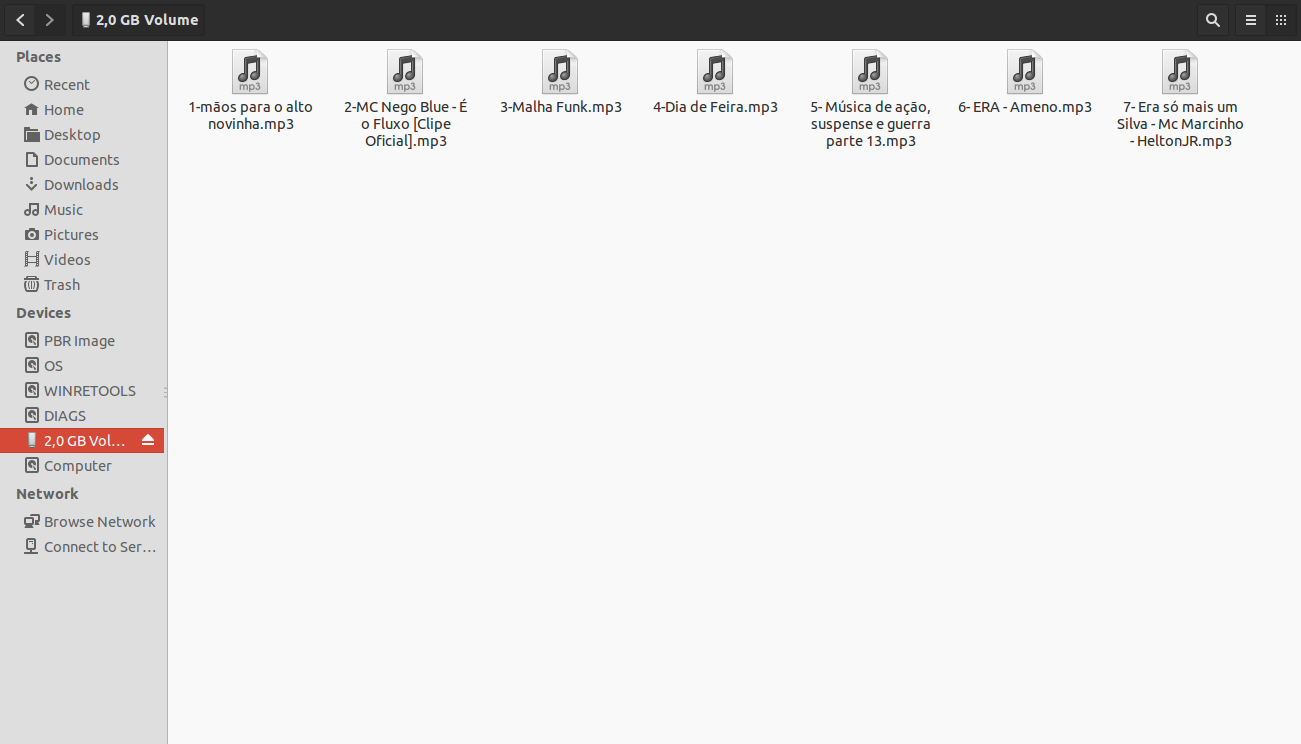 2,0 GB Volume
Places
Recent
Home
Desktop
Documents
Downloads
Music
Pictures
Videos
Trash
Devices
PBR Image
OS
WINRETOOLS
DIAGS
2,0 GB Vol...
Computer
Network
Browse Network
Connect to Ser...
mp3
1-mãos para o alto
novinha.mp3
mp3
2-MC Nego Blue - É
o Fluxo [Clipe
Oficial].mp3
mp3
3-Malha Funk.mp3
mp3
4-Dia de Feira.mp3
mp3
5- Música de ação,
suspense e guerra
parte 13.mp3
mp3
6- ERA - Ameno.mp3
mp3
7- Era só mais um
Silva - Mc Marcinho
- HeltonJR.mp3